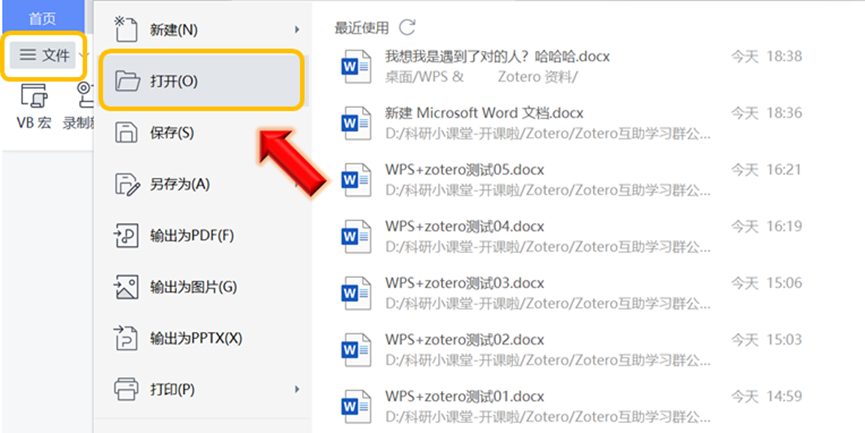 首页
文件
VB 宏
录制
新建(N)
打开(O)
保存(S)
另存为(A)
输出为PDF(F)
输出为图片(G)
输出为PPTX(X)
打印(P)
最近使用
我想我是遇到了对的人？哈哈哈.docx 今天 18:38
桌面/WPS & Zotero 资料/
新建 Microsoft Word 文档.docx 今天 18:36
D:/科研小课堂-开课啦/Zotero/Zotero互助学习群公...
WPS+zotero测试05.docx 今天 16:21
D:/科研小课堂-开课啦/Zotero/Zotero互助学习群公...
WPS+zotero测试04.docx 今天 16:19
D:/科研小课堂-开课啦/Zotero/Zotero互助学习群公...
WPS+zotero测试03.docx 今天 15:06
D:/科研小课堂-开课啦/Zotero/Zotero互助学习群公...
WPS+zotero测试02.docx 今天 15:03
D:/科研小课堂-开课啦/Zotero/Zotero互助学习群公...
WPS+zotero测试01.docx 今天 14:59
D:/科研小课堂-开课啦/Zotero/Zotero互助学习群公...